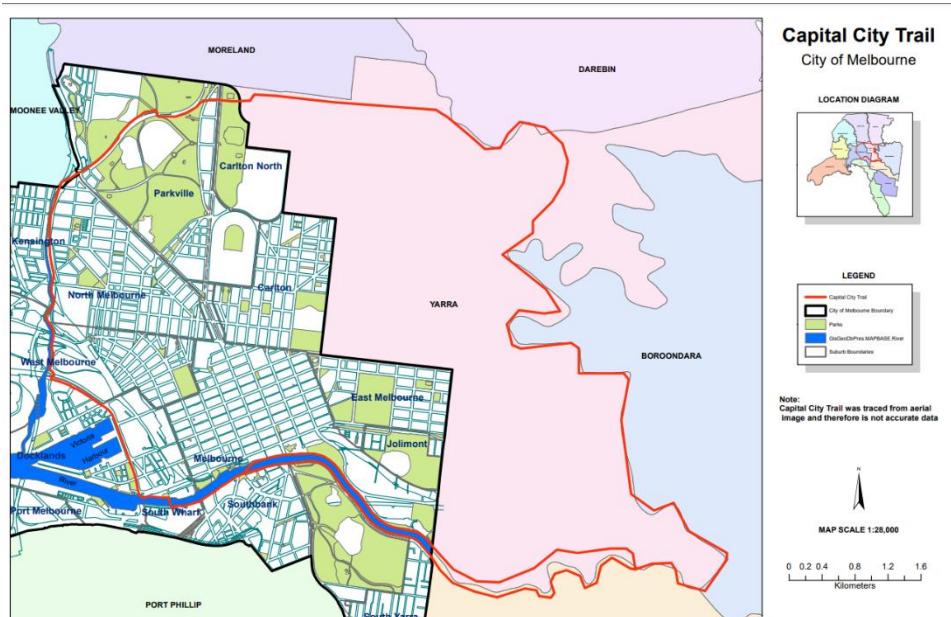 MORELAND
DAREBIN
MOONEE VALLEY
Carlton North
Parkville
Kensington
North Melbourne
Carlton
YARRA
BOROONDARA
West Melbourne
East Melbourne
Jolimont
Victoria
Harbour
Docklands
Melbourne
River
Port Melbourne
South Wharf
Southbank
PORT PHILLIP
South Yarra
Capital City Trail
City of Melbourne
LOCATION DIAGRAM
LEGEND
Capital City Trail
City of Melbourne Boundary
Parks
GisGeoDbPres.MAPBASE.River
Suburb Boundaries
Note:
Capital City Trail was traced from aerial
image and therefore is not accurate data
N
MAP SCALE 1:28,000
0 0.2 0.4 0.8 1.2 1.6
Kilometers